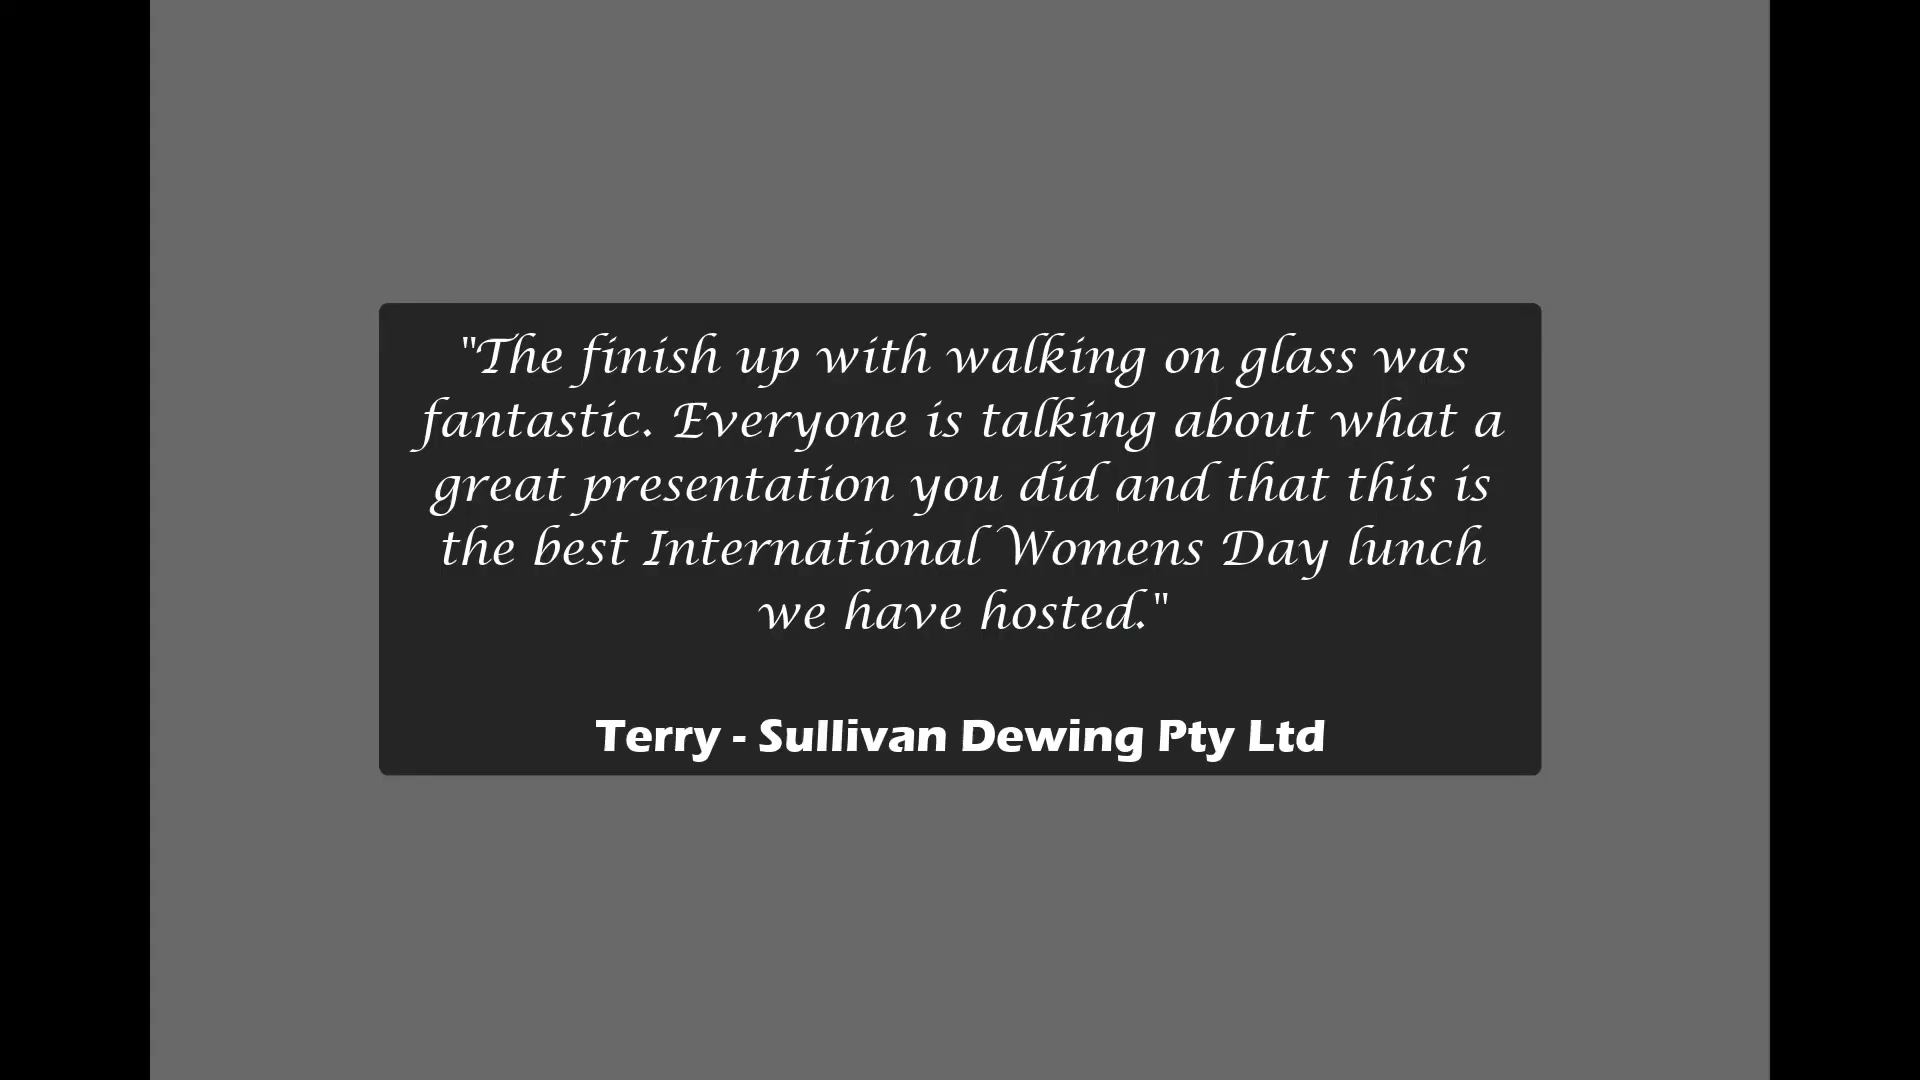 "The finish up with walking on glass was
fantastic. Everyone is talking about what a
great presentation you did and that this is
the best International Womens Day lunch
we have hosted."
Terry - Sullivan Dewing Pty Ltd